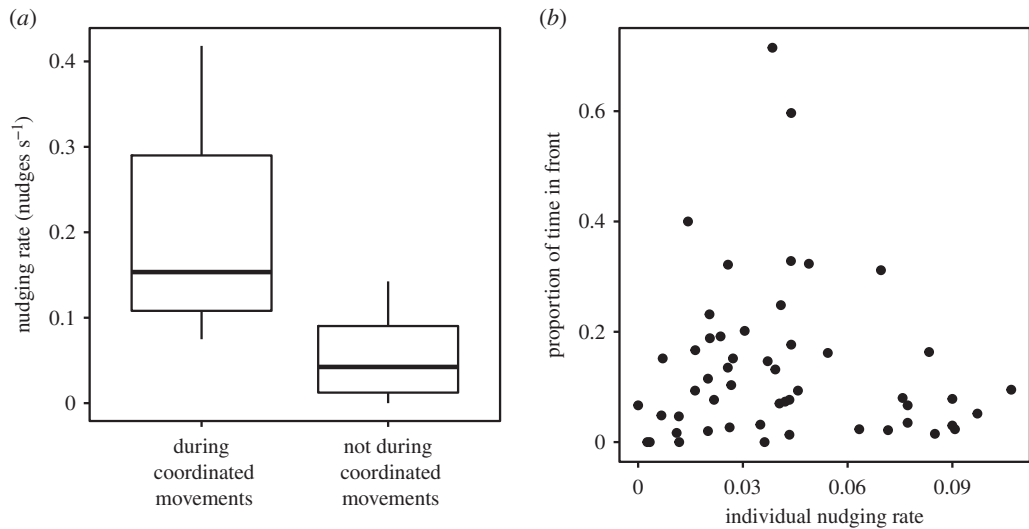 (a)
nudging rate (nudges s⁻¹)
0.4
0.3
0.2
0.1
0
during
coordinated
movements
not during
coordinated
movements
(b)
proportion of time in front
0.6
0.4
0.2
0
0
0.03
0.06
0.09
individual nudging rate